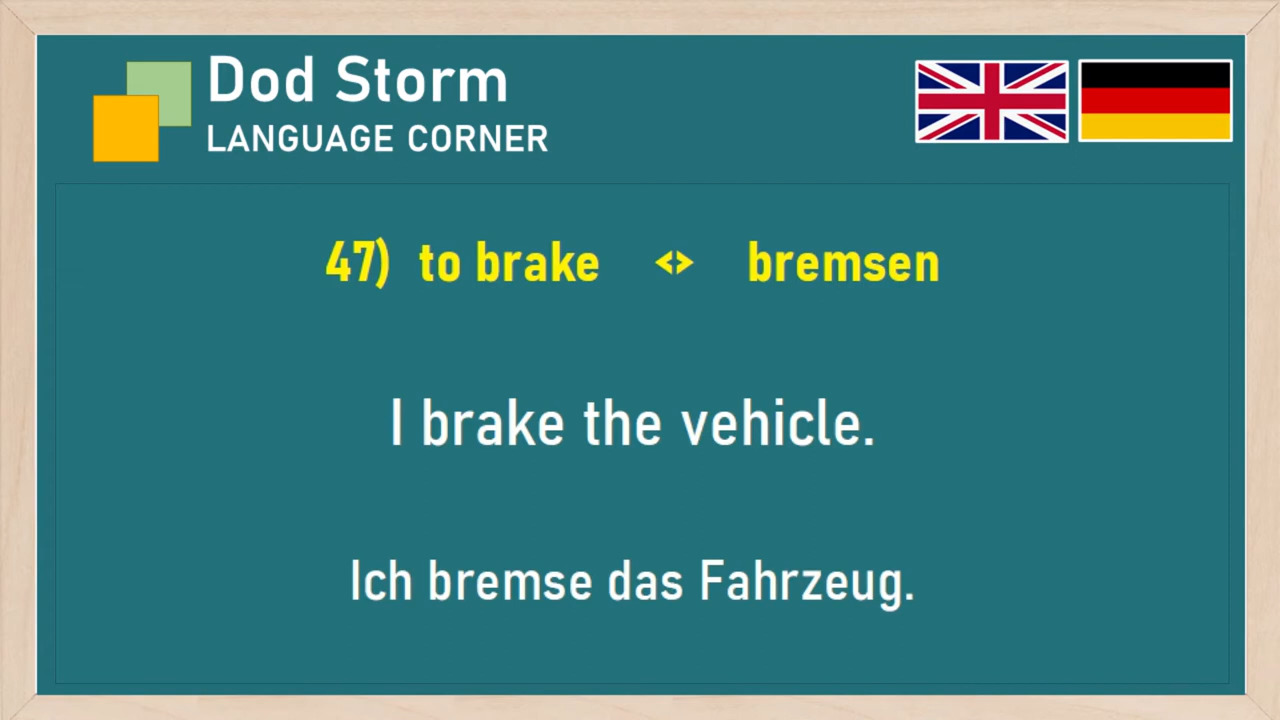 Dod Storm
LANGUAGE CORNER
47) to brake <> bremsen
I brake the vehicle.
Ich bremse das Fahrzeug.